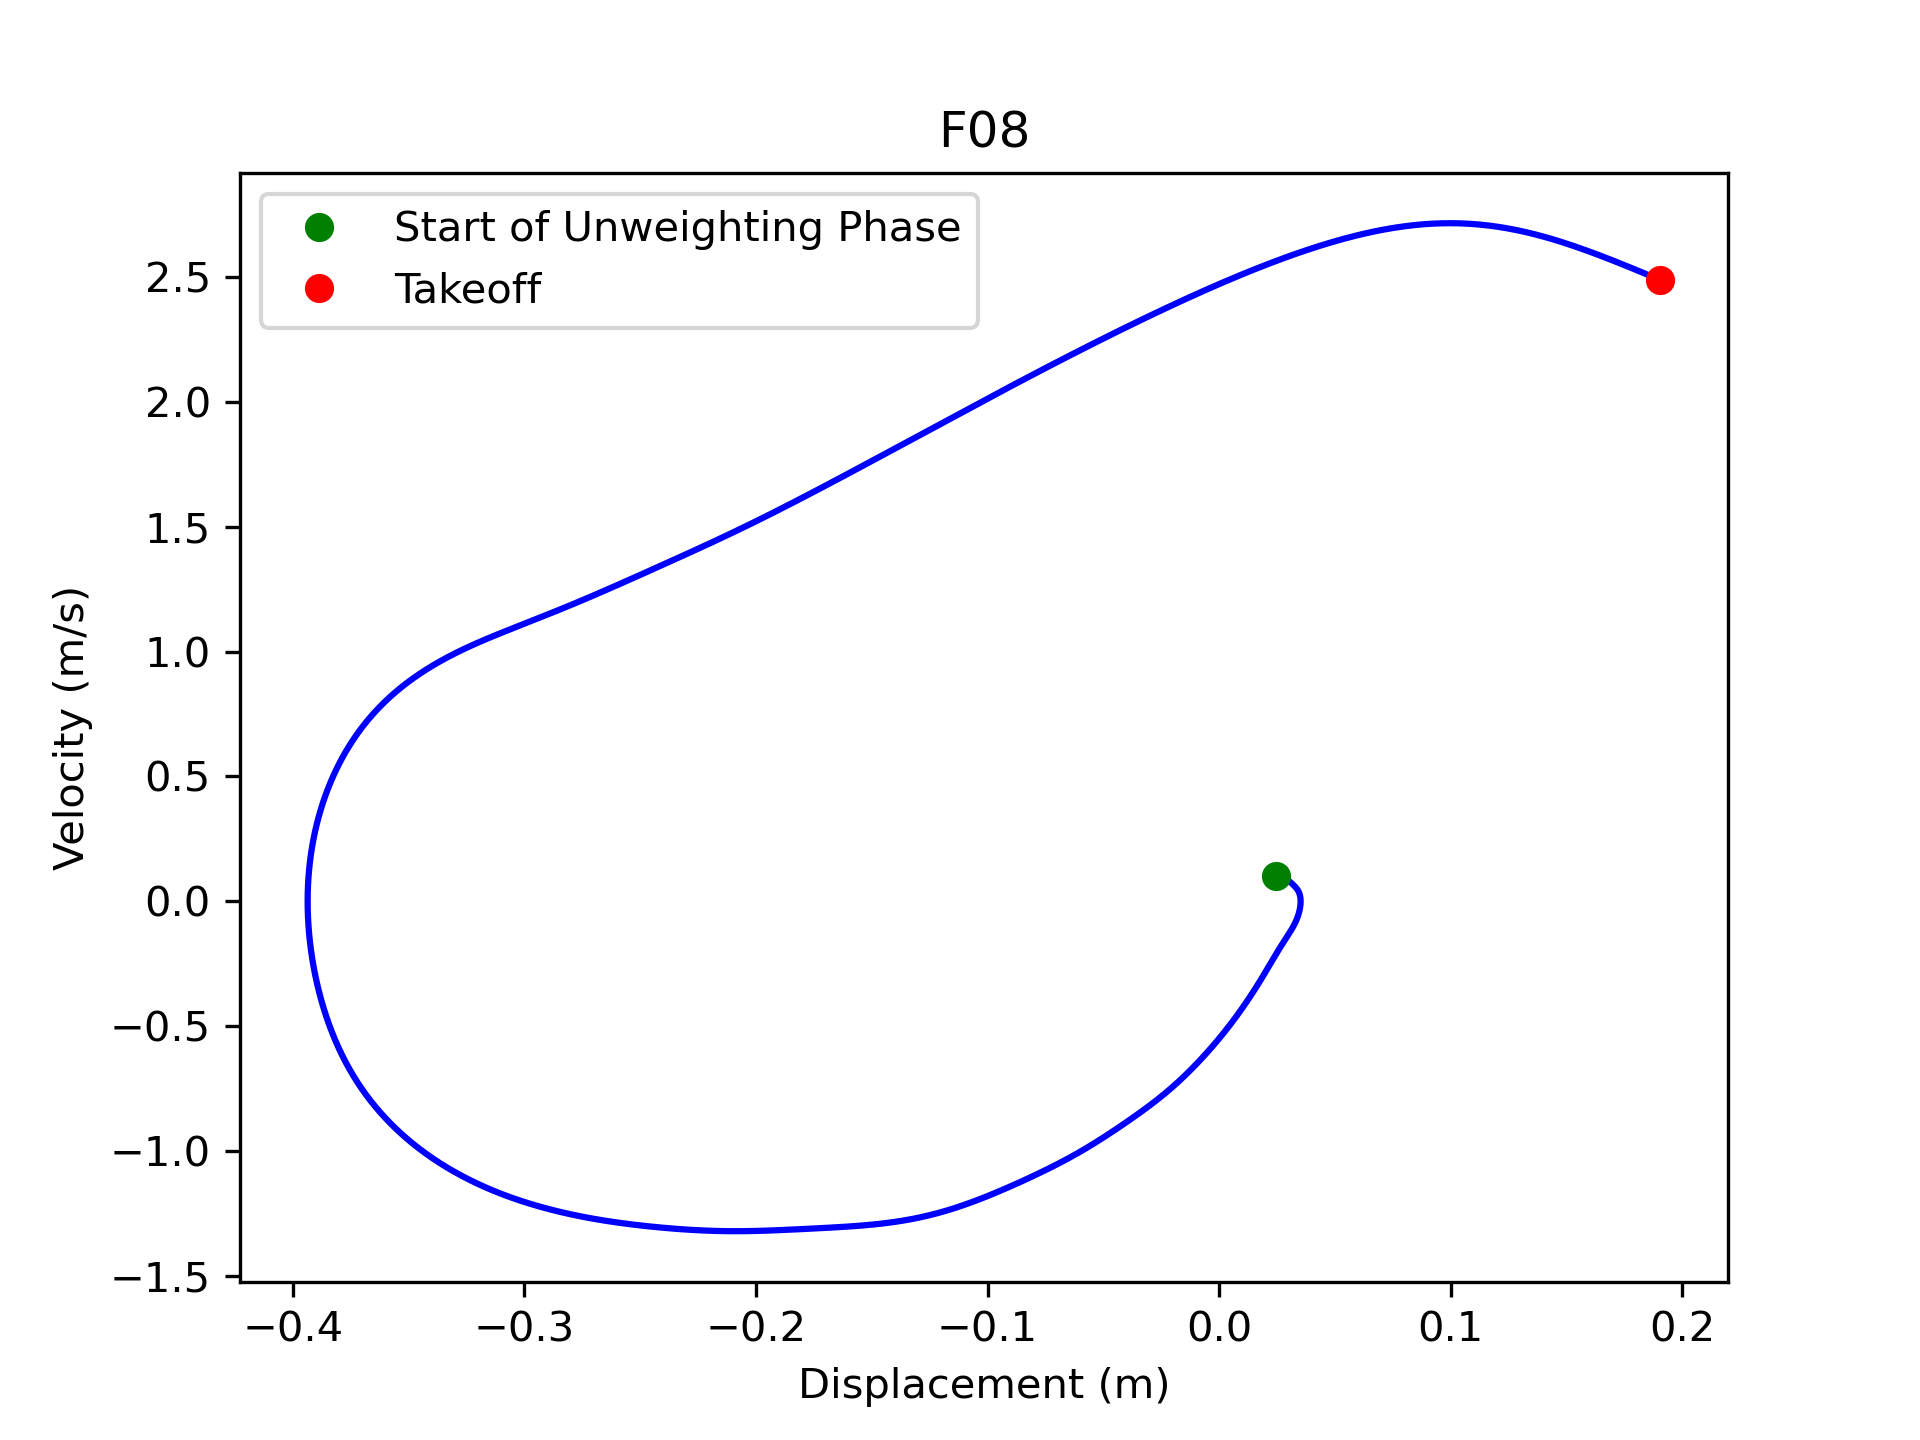 F08
Start of Unweighting Phase
Takeoff
2.5
2.0
1.5
1.0
0.5
0.0
−0.5
−1.0
−1.5
Velocity (m/s)
−0.4 −0.3 −0.2 −0.1 0.0 0.1 0.2
Displacement (m)